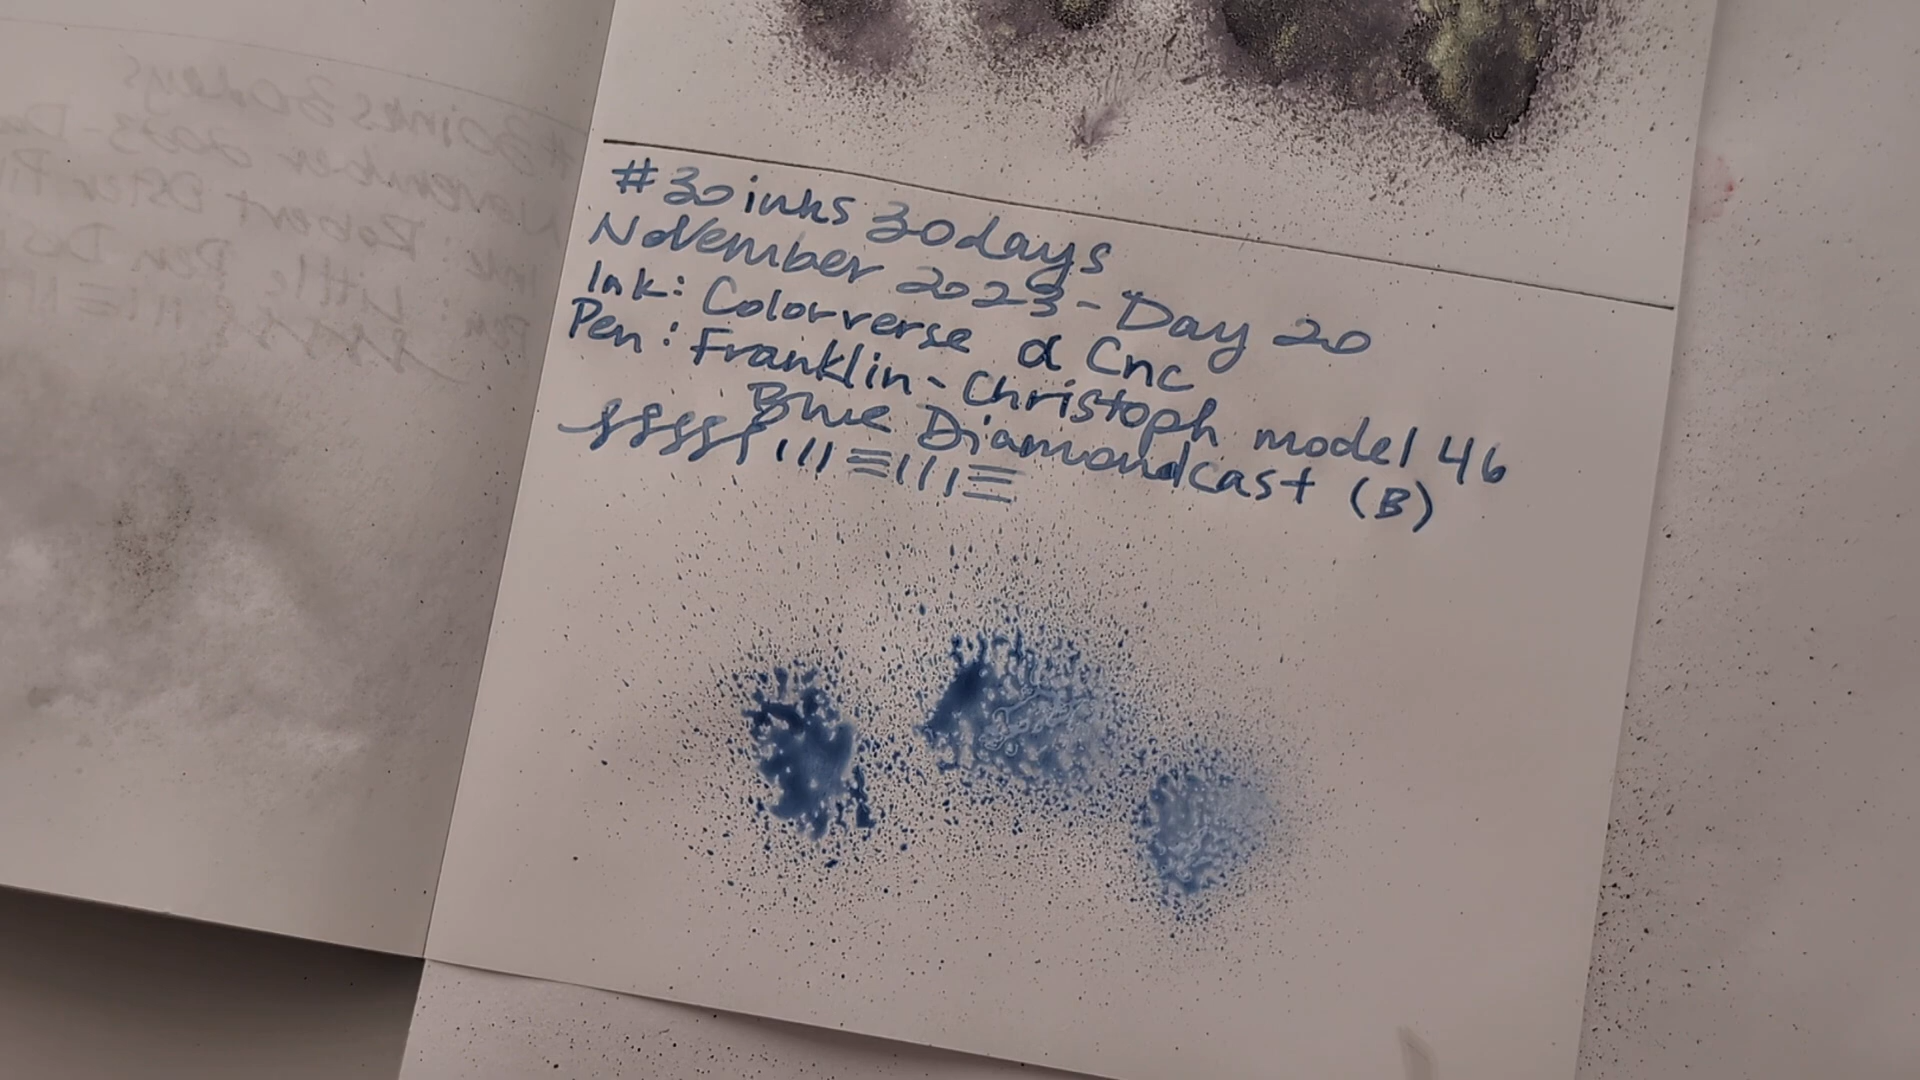 #30inks30days
November 2023 - Day 20
Ink: Colorverse α Cnc
Pen: Franklin-Christoph model 46
Blue Diamondcast (B)